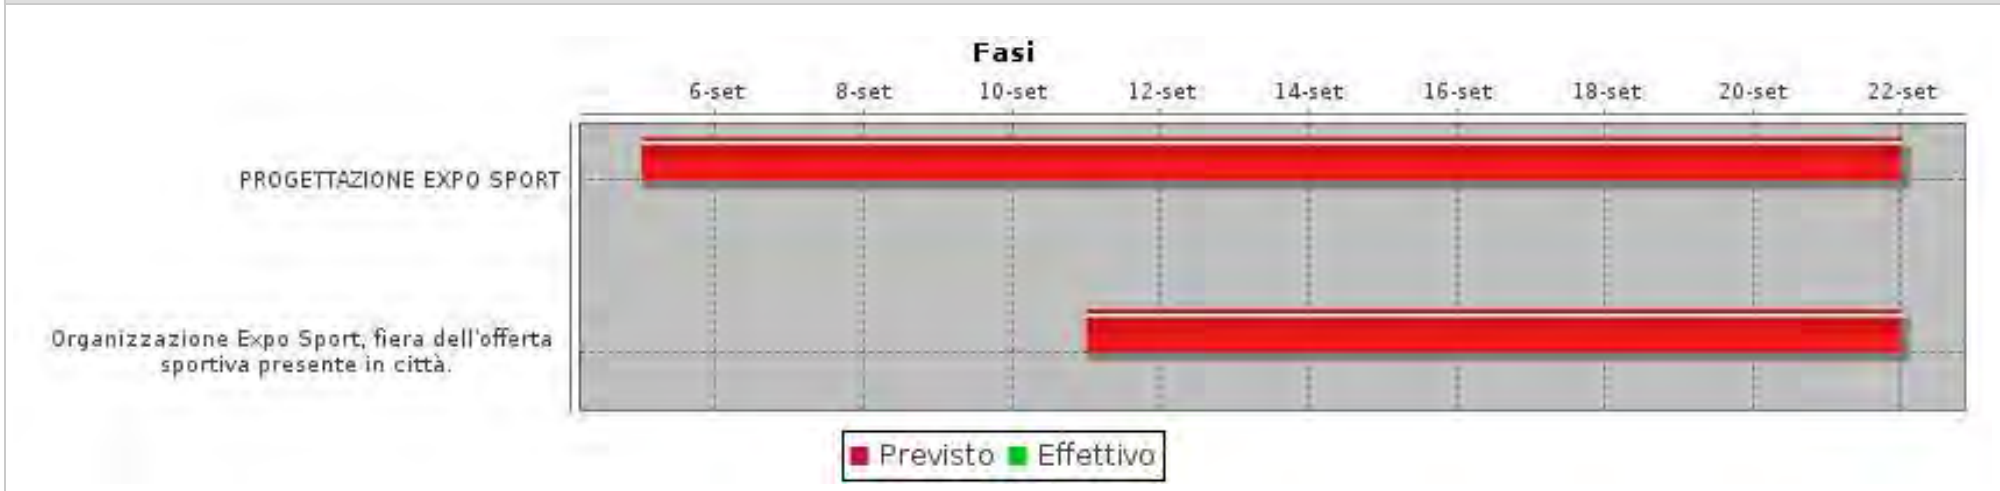 Fasi
6-set 8-set 10-set 12-set 14-set 16-set 18-set 20-set 22-set
PROGETTAZIONE EXPO SPORT
Organizzazione Expo Sport, fiera dell'offerta
sportiva presente in città.
Previsto Effettivo